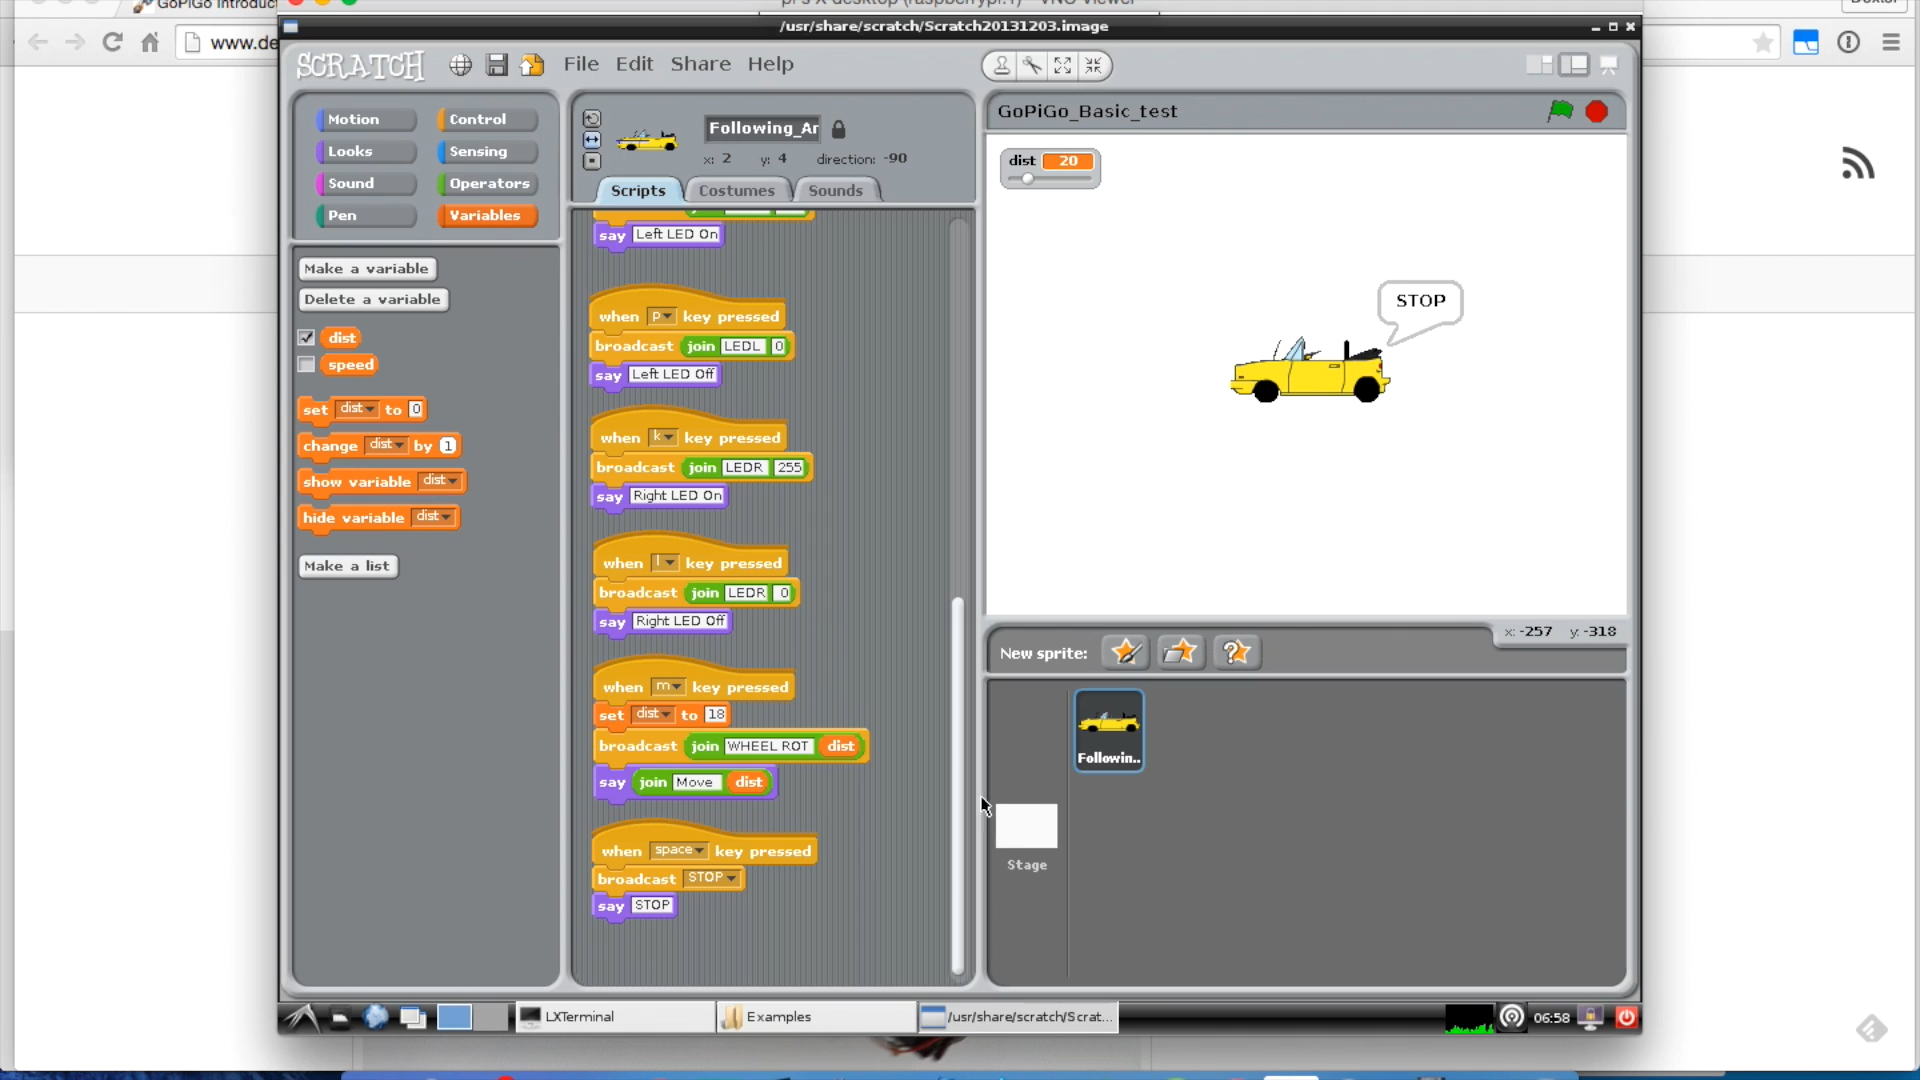 GoPiGo Introduct
/usr/share/scratch/Scratch20131203.image
www.de
SCRATCH
File Edit Share Help
Motion
Control
Looks
Sensing
Sound
Operators
Pen
Variables
Make a variable
Delete a variable
dist
speed
set dist to 0
change dist by 1
show variable dist
hide variable dist
Make a list
Following_Ar
x: 2 y: 4 direction: -90
Scripts Costumes Sounds
say Left LED On
when p key pressed
broadcast join LEDL 0
say Left LED Off
when k key pressed
broadcast join LEDR 255
say Right LED On
when l key pressed
broadcast join LEDR 0
say Right LED Off
when m key pressed
set dist to 18
broadcast join WHEEL ROT dist
say join Move dist
when space key pressed
broadcast STOP
say STOP
GoPiGo_Basic_test
dist 20
STOP
x: -257 y: -318
New sprite:
Followin..
Stage
LXTerminal
Examples
/usr/share/scratch/Scrat...
06:58